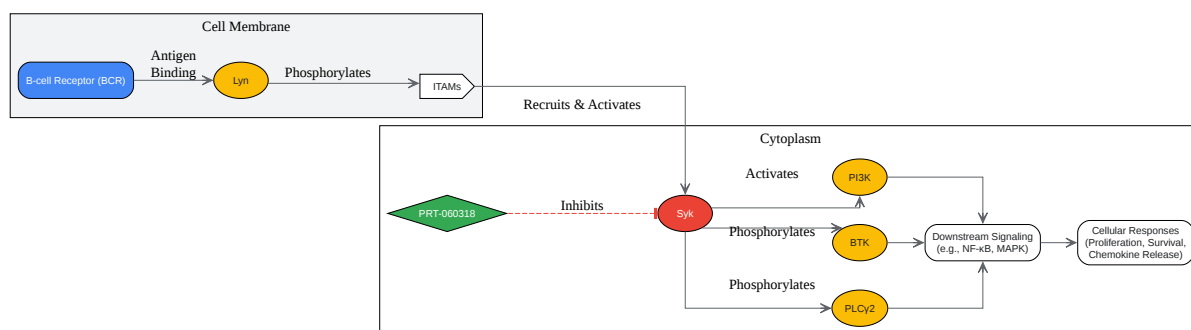 Cell Membrane
B-cell Receptor (BCR)
Antigen
Binding
Lyn
Phosphorylates
ITAMs
Recruits & Activates
Cytoplasm
PRT-060318
Inhibits
Syk
Activates
PI3K
Phosphorylates
BTK
Phosphorylates
PLCγ2
Downstream Signaling
(e.g., NF-κB, MAPK)
Cellular Responses
(Proliferation, Survival,
Chemokine Release)